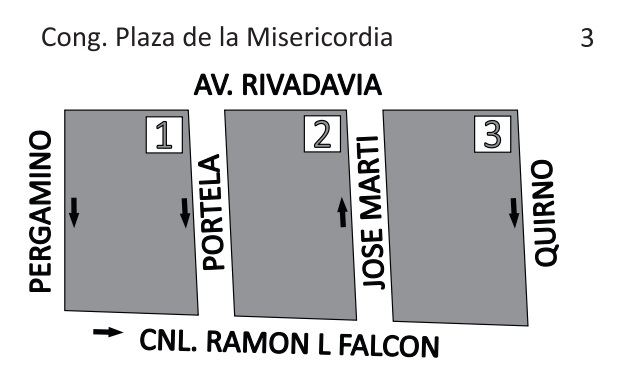 Cong. Plaza de la Misericordia 3
AV. RIVADAVIA
1 2 3
PERGAMINO
PORTELA
JOSE MARTI
QUIRNO
CNL. RAMON L FALCON